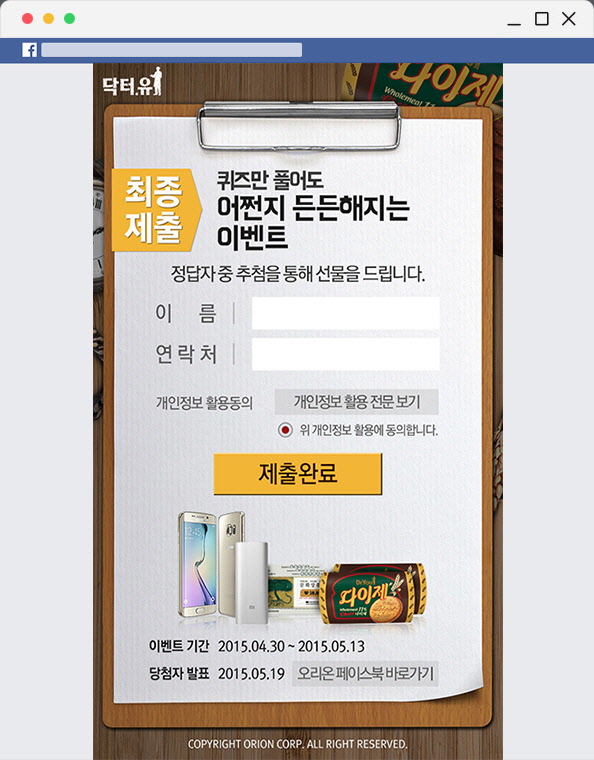 닥터유
다이제
Wholemeal 11%
최종
제출
퀴즈만 풀어도
어쩐지 든든해지는
이벤트
정답자 중 추첨을 통해 선물을 드립니다.
이 름
연락처
개인정보 활용동의
개인정보 활용 전문 보기
위 개인정보 활용에 동의합니다.
제출완료
Dr.You
다이제
Wholemeal 11%
이벤트 기간 2015.04.30 ~ 2015.05.13
당첨자 발표 2015.05.19 오리온 페이스북 바로가기
COPYRIGHT ORION CORP. ALL RIGHT RESERVED.